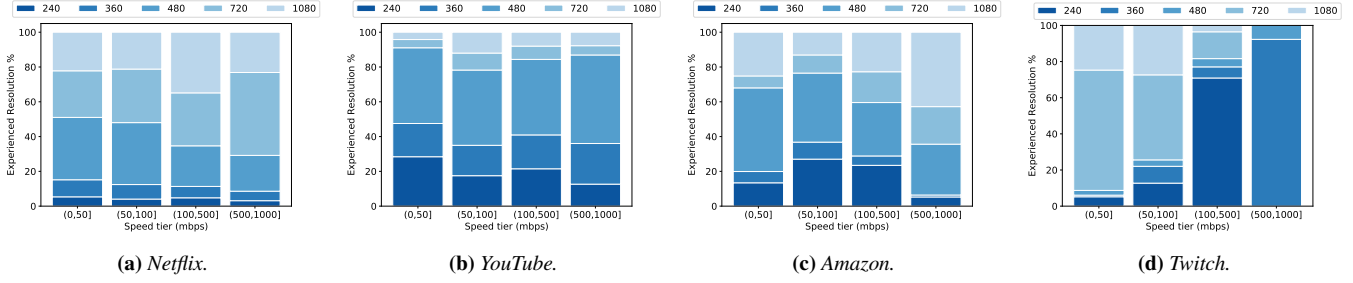 240 360 480 720 1080
Experienced Resolution %
100
80
60
40
20
0
(0,50] (50,100] (100,500] (500,1000]
Speed tier (mbps)
(a) Netflix.
240 360 480 720 1080
Experienced Resolution %
100
80
60
40
20
0
(0,50] (50,100] (100,500] (500,1000]
Speed tier (mbps)
(b) YouTube.
240 360 480 720 1080
Experienced Resolution %
100
80
60
40
20
0
(0,50] (50,100] (100,500] (500,1000]
Speed tier (mbps)
(c) Amazon.
240 360 480 720 1080
Experienced Resolution %
100
80
60
40
20
0
(0,50] (50,100] (100,500] (500,1000]
Speed tier (mbps)
(d) Twitch.